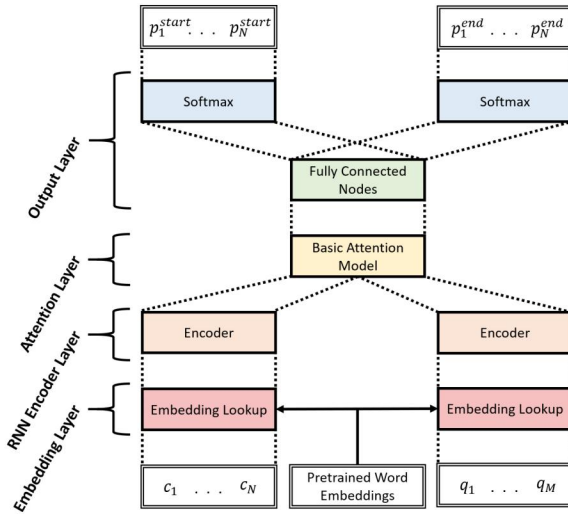 p_1^{start} . . . p_N^{start}
p_1^{end} . . . p_N^{end}
Softmax
Softmax
Output Layer
Fully Connected
Nodes
Attention Layer
Basic Attention
Model
RNN Encoder Layer
Encoder
Encoder
Embedding Layer
Embedding Lookup
Embedding Lookup
c_1 . . . c_N
Pretrained Word
Embeddings
q_1 . . . q_M